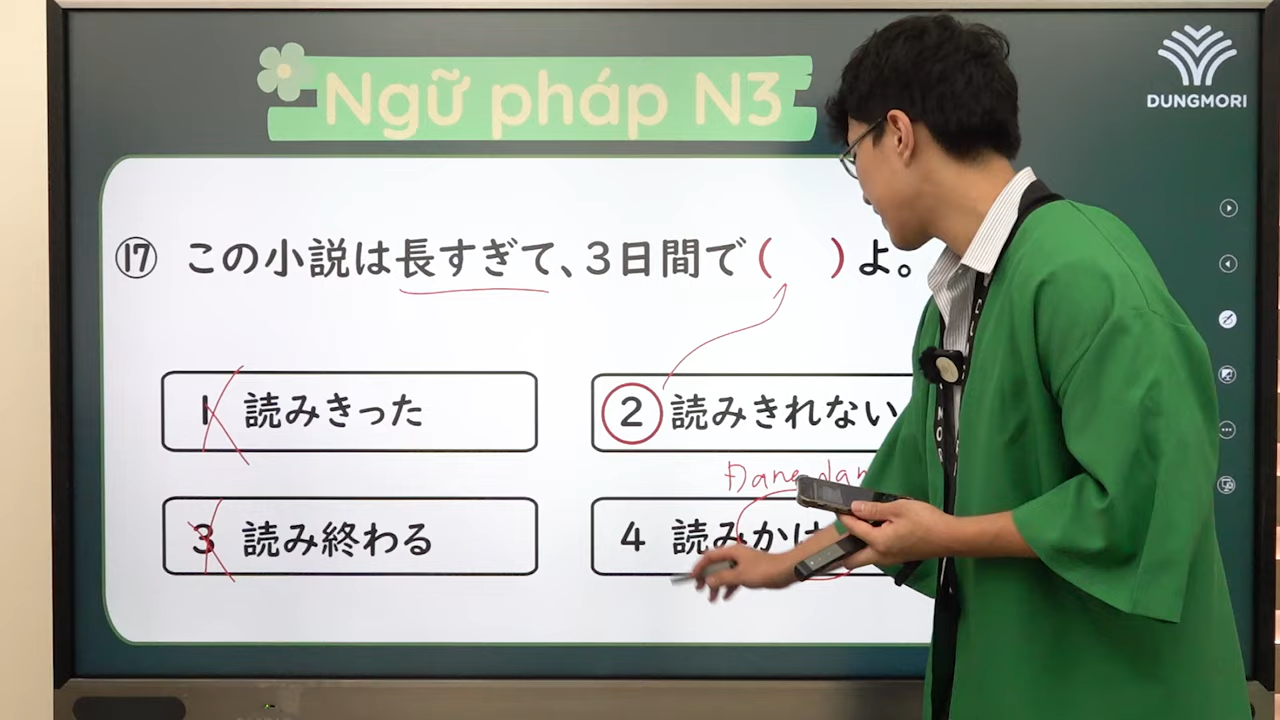 Ngữ pháp N3
DUNGMORI
⑰ この小説は長すぎて、3日間で( )よ。
1 読みきった
2 読みきれない
3 読み終わる
Đang
4 読みか